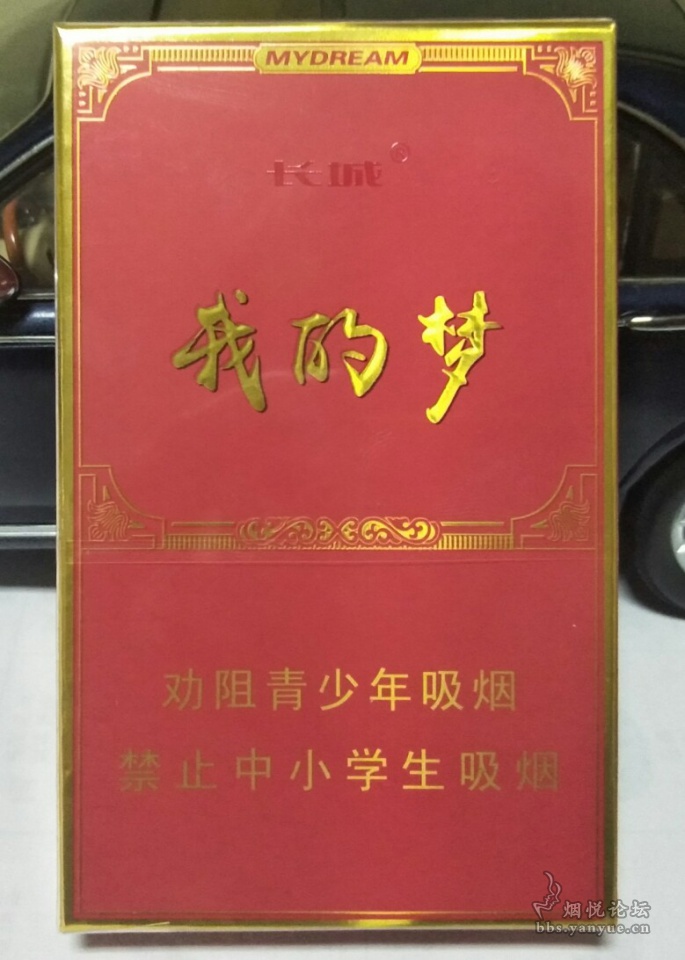 MYDREAM
长城®
我的梦
劝阻青少年吸烟
禁止中小学生吸烟
烟悦论坛
bbs.yanyue.cn